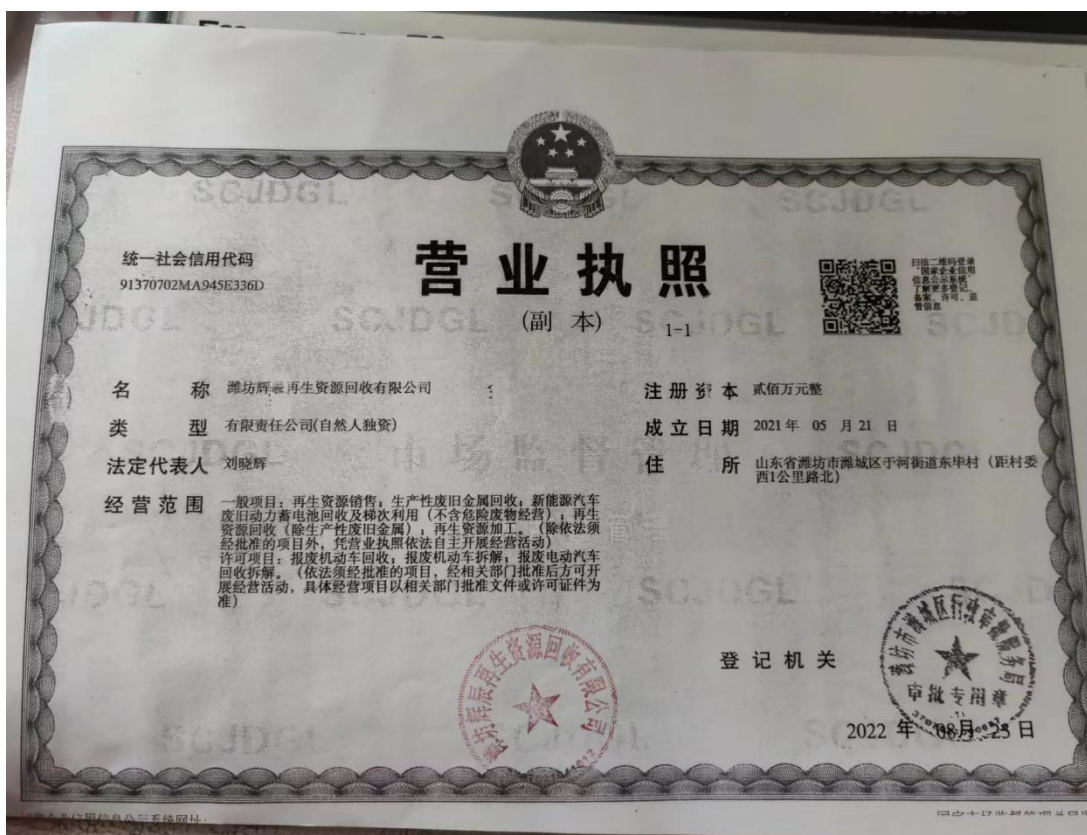 SCJDGL
SCJDGL
统一社会信用代码
91370702MA945E336D
营业执照
(副 本)
1-1
扫描二维码登录
“国家企业信用
信息公示系统”
了解更多登记、
备案、许可、监
管信息
JDGL
SCJDGL
SCJDGL
SCJD
名 称 潍坊辉辰再生资源回收有限公司
类 型 有限责任公司(自然人独资)
法定代表人 刘晓辉
经营范围 一般项目：再生资源销售；生产性废旧金属回收；新能源汽车
废旧动力蓄电池回收及梯次利用（不含危险废物经营）；再生
资源回收（除生产性废旧金属）；再生资源加工。（除依法须
经批准的项目外，凭营业执照依法自主开展经营活动）
许可项目：报废机动车回收；报废机动车拆解；报废电动汽车
回收拆解。（依法须经批准的项目，经相关部门批准后方可开
展经营活动，具体经营项目以相关部门批准文件或许可证件为
准）
注册资本 贰佰万元整
成立日期 2021年 05 月 21 日
住 所 山东省潍坊市潍城区于河街道东毕村（距村委
西1公里路北）
市场监督管理
SCJDGL
潍坊辉辰再生资源回收有限公司
登记机关
潍坊市潍城区行政审批服务局
审批专用章
2022 年 08月 25 日